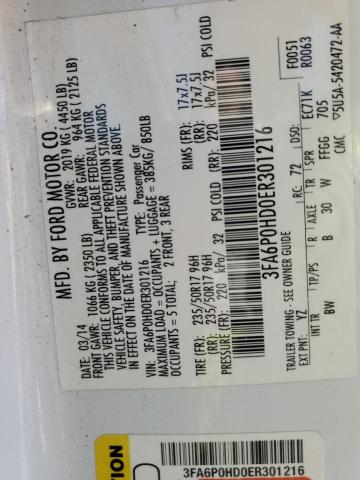 MFD. BY FORD MOTOR CO.
DATE: 03/14 GVWR: 2019 KG ( 4450 LB)
FRONT GAWR: 1066 KG ( 2350 LB) REAR GAWR: 964 KG ( 2125 LB)
VEHICLE CONFORMS TO ALL APPLICABLE FEDERAL MOTOR
VEHICLE SAFETY, BUMPER, AND THEFT PREVENTION STANDARDS
IN EFFECT ON THE DATE OF MANUFACTURE SHOWN ABOVE.
VIN: 3FA6P0HD0ER301216 TYPE: Passenger Car
MAXIMUM LOAD = OCCUPANTS + LUGGAGE = 385KG/ 850LB
OCCUPANTS = 5 TOTAL; 2 FRONT, 3 REAR
TIRE (FR): 235/50R17 96H RIMS (FR): 17x7.5J
(RR): 235/50R17 96H (RR): 17x7.5J
PRESSURE (FR): 220 kPa/ 32 PSI COLD (RR): 220 kPa/ 32 PSI COLD
3FA6P0HD0ER301216
F0051
R0063
TRAILER TOWING - SEE OWNER GUIDE
EXT PNT: YZ RC: 72 DSO: EC71K
INT TR TP/PS R AXLE TR SPR
BW B 30 W FFGG 705
CMC 5U5A-5420472-AA
3FA6P0HD0ER301216